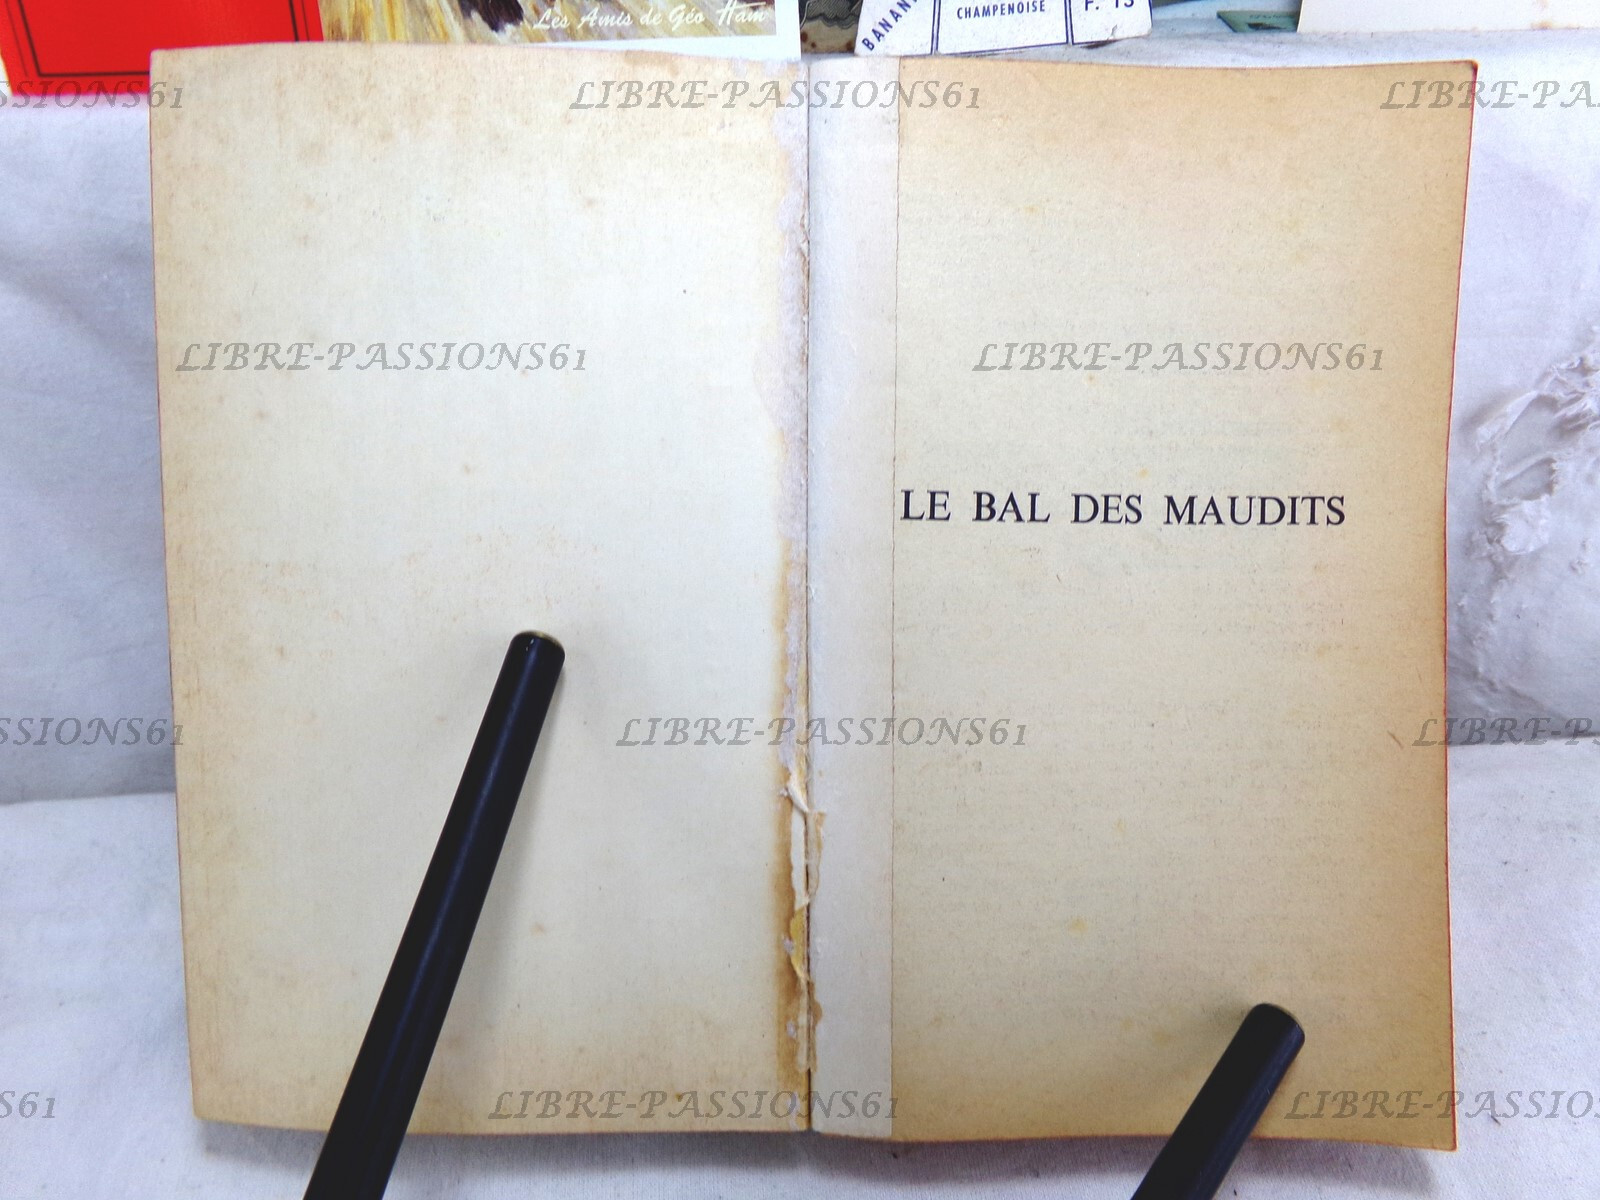 Les Amis de Géo Ham
CHAMPENOISE
LIBRE-PASSIONS61
LIBRE-PASSIONS61
LIBRE-PASSIONS61
LE BAL DES MAUDITS
LIBRE-PASSIONS61
LIBRE-PASSIONS61